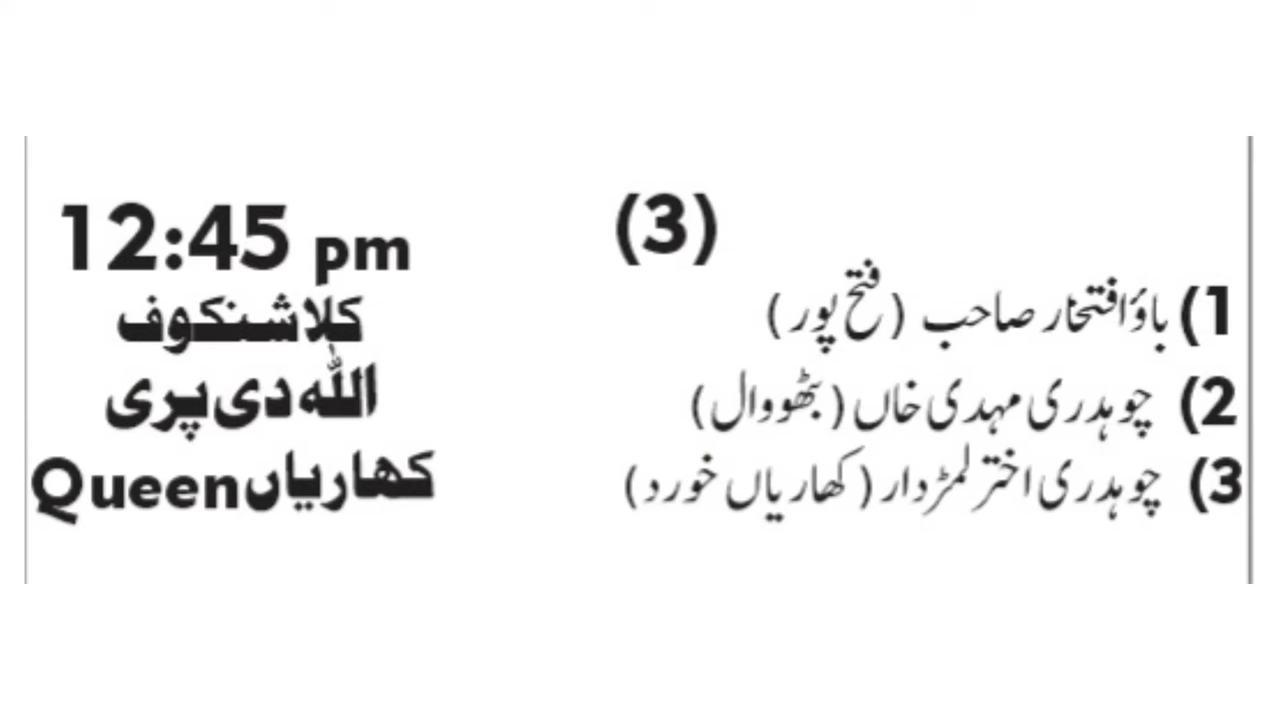 (3)
1) باؤ افتخار صاحب (فتح پور)
2) چوہدری مہدی خاں (بٹھووال)
3) چوہدری اختر لمڑدار (کھاریاں خورد)
12:45 pm
کلاشنکوف
اللہ دی پری
کھاریاں Queen